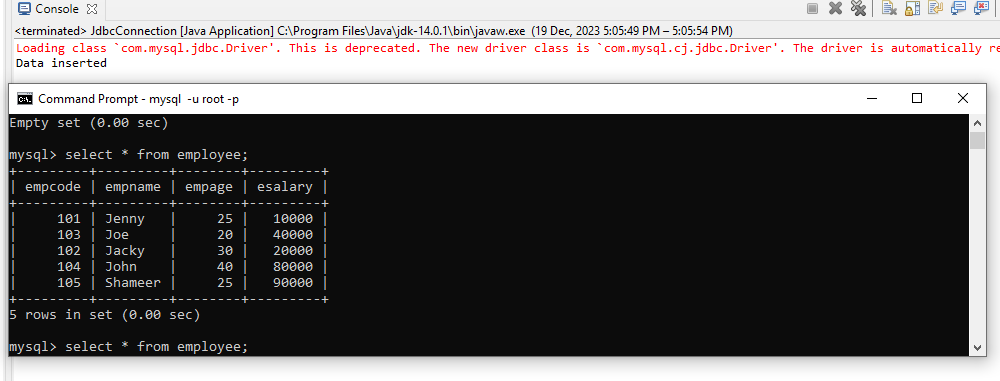 Console
<terminated> JdbcConnection [Java Application] C:\Program Files\Java\jdk-14.0.1\bin\javaw.exe (19 Dec, 2023 5:05:49 PM – 5:05:54 PM)
Loading class `com.mysql.jdbc.Driver'. This is deprecated. The new driver class is `com.mysql.cj.jdbc.Driver'. The driver is automatically re
Data inserted
Command Prompt - mysql -u root -p
Empty set (0.00 sec)
mysql> select * from employee;
+---------+---------+--------+---------+
| empcode | empname | empage | esalary |
+---------+---------+--------+---------+
|     101 | Jenny   |     25 |   10000 |
|     103 | Joe     |     20 |   40000 |
|     102 | Jacky   |     30 |   20000 |
|     104 | John    |     40 |   80000 |
|     105 | Shameer |     25 |   90000 |
+---------+---------+--------+---------+
5 rows in set (0.00 sec)
mysql> select * from employee;